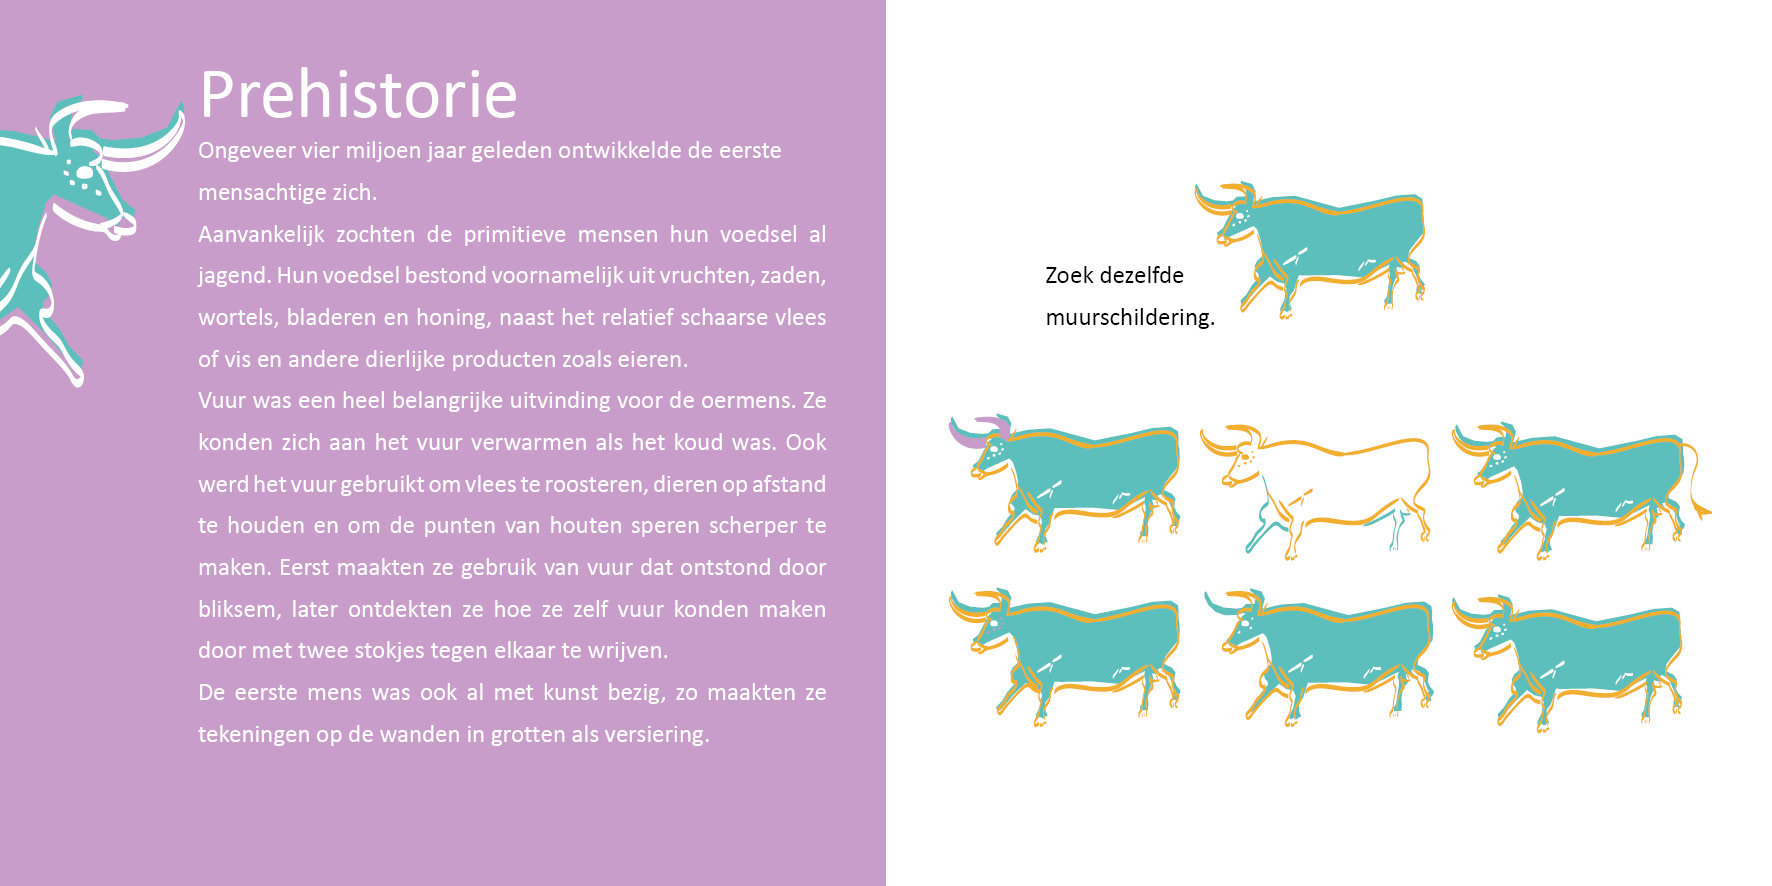 Prehistorie
Ongeveer vier miljoen jaar geleden ontwikkelde de eerste
mensachtige zich.
Aanvankelijk zochten de primitieve mensen hun voedsel al
jagend. Hun voedsel bestond voornamelijk uit vruchten, zaden,
wortels, bladeren en honing, naast het relatief schaarse vlees
of vis en andere dierlijke producten zoals eieren.
Vuur was een heel belangrijke uitvinding voor de oermens. Ze
konden zich aan het vuur verwarmen als het koud was. Ook
werd het vuur gebruikt om vlees te roosteren, dieren op afstand
te houden en om de punten van houten speren scherper te
maken. Eerst maakten ze gebruik van vuur dat ontstond door
bliksem, later ontdekten ze hoe ze zelf vuur konden maken
door met twee stokjes tegen elkaar te wrijven.
De eerste mens was ook al met kunst bezig, zo maakten ze
tekeningen op de wanden in grotten als versiering.
Zoek dezelfde
muurschildering.